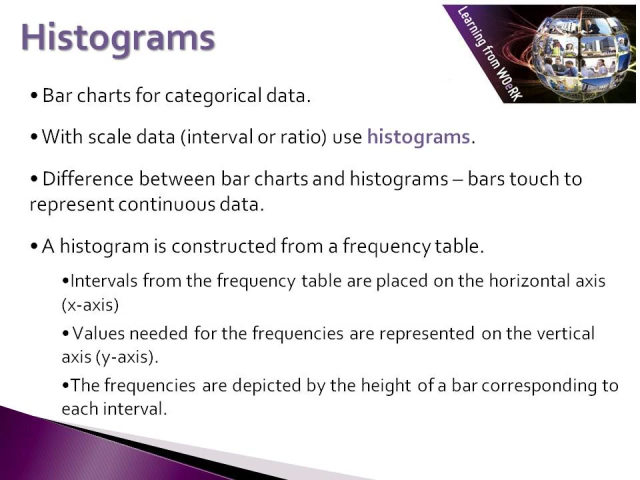 Histograms
Learning from WOeRK
• Bar charts for categorical data.
• With scale data (interval or ratio) use histograms.
• Difference between bar charts and histograms – bars touch to
represent continuous data.
• A histogram is constructed from a frequency table.
•Intervals from the frequency table are placed on the horizontal axis
(x-axis)
• Values needed for the frequencies are represented on the vertical
axis (y-axis).
•The frequencies are depicted by the height of a bar corresponding to
each interval.